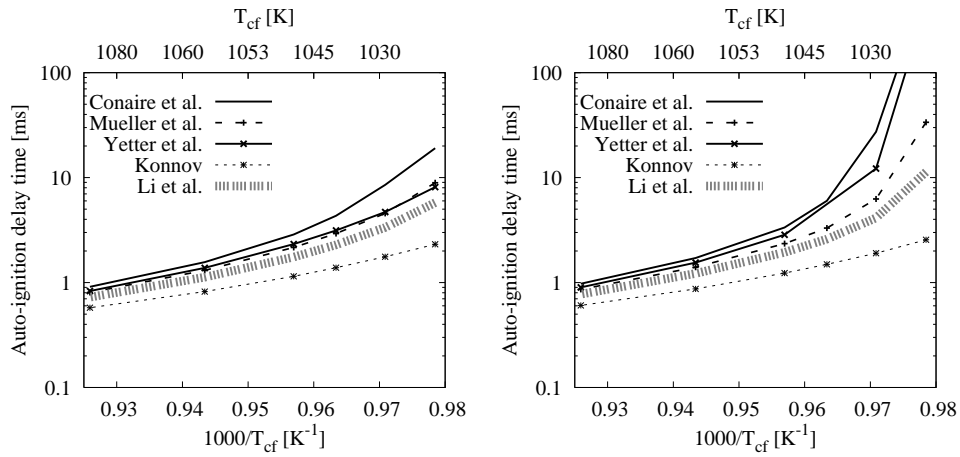 T_cf [K]
1080 1060 1053 1045 1030
100
10
1
0.1
Auto-ignition delay time [ms]
Conaire et al.
Mueller et al.
Yetter et al.
Konnov
Li et al.
0.93 0.94 0.95 0.96 0.97 0.98
1000/T_cf [K^-1]
T_cf [K]
1080 1060 1053 1045 1030
100
10
1
0.1
Auto-ignition delay time [ms]
Conaire et al.
Mueller et al.
Yetter et al.
Konnov
Li et al.
0.93 0.94 0.95 0.96 0.97 0.98
1000/T_cf [K^-1]